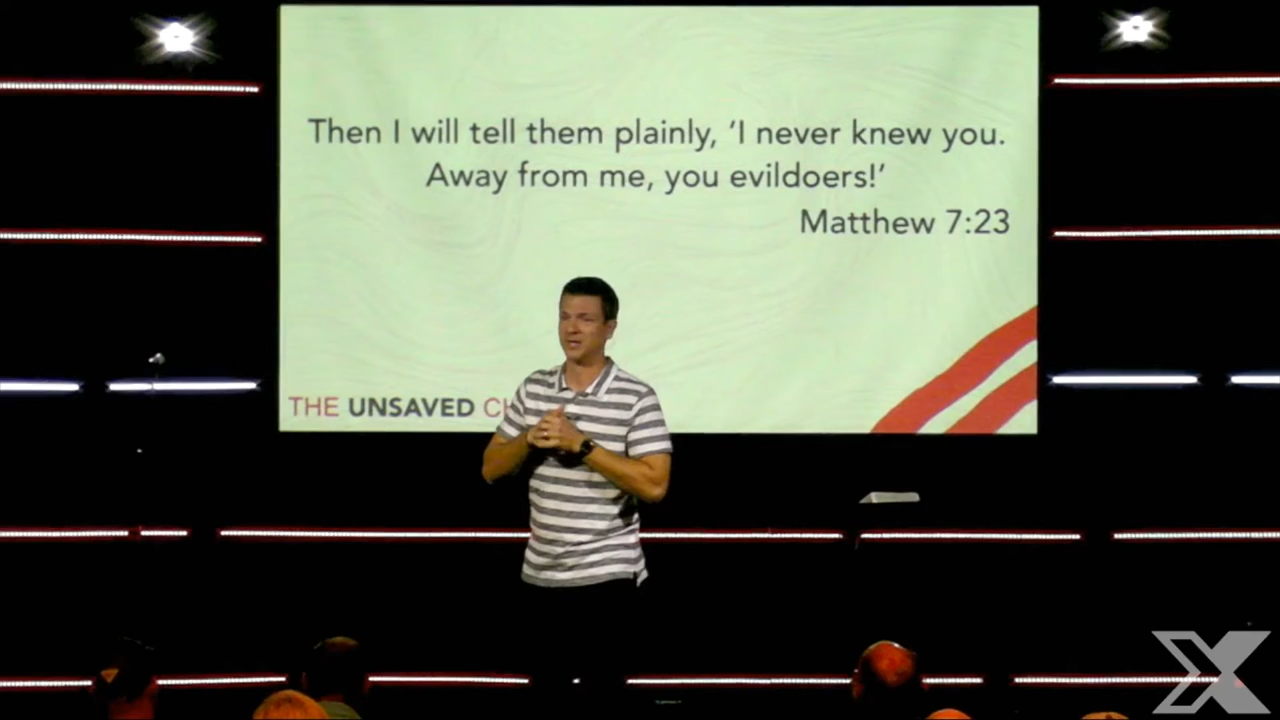 Then I will tell them plainly, ‘I never knew you.
Away from me, you evildoers!’
Matthew 7:23
THE UNSAVED
X